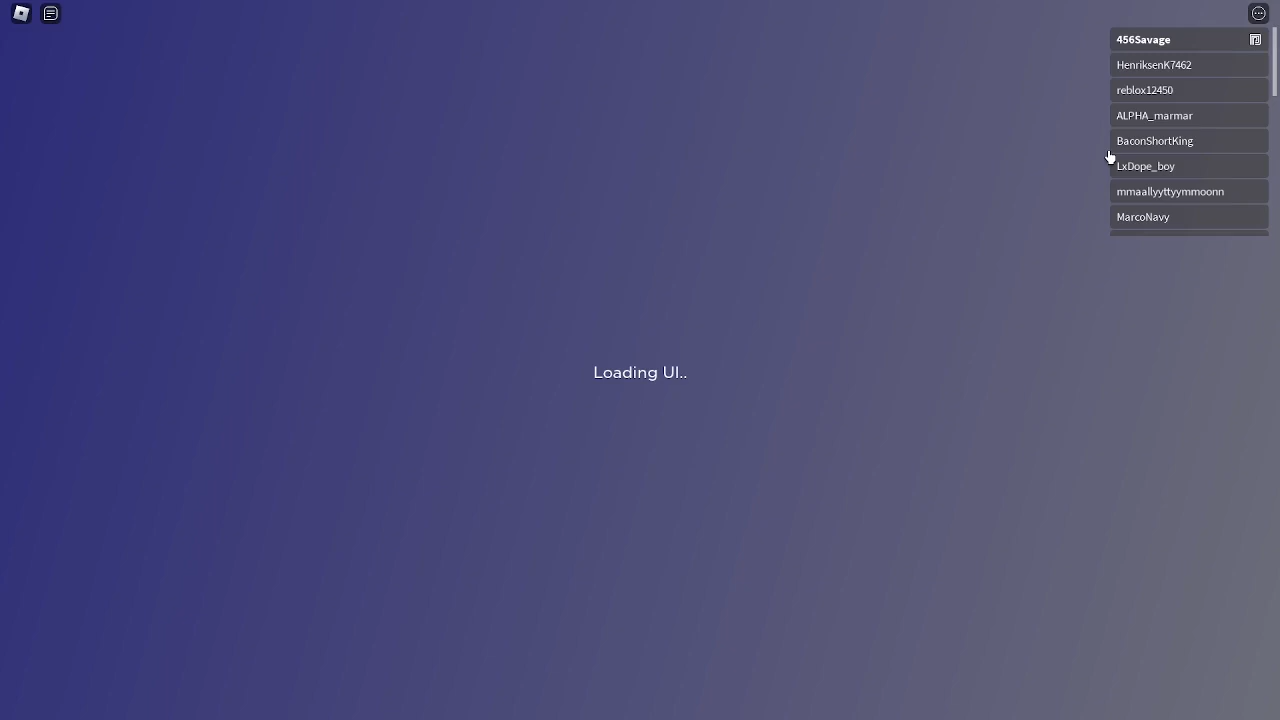 456Savage
HenriksenK7462
reblox12450
ALPHA_marmar
BaconShortKing
LxDope_boy
mmaallyyttyymmoonn
MarcoNavy
Loading UI..